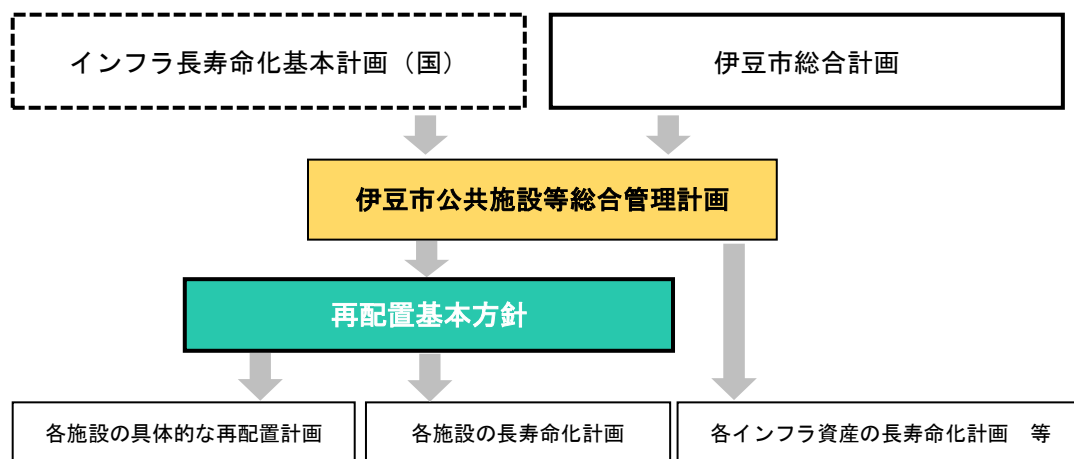 インフラ長寿命化基本計画（国）
伊豆市総合計画
伊豆市公共施設等総合管理計画
再配置基本方針
各施設の具体的な再配置計画
各施設の長寿命化計画
各インフラ資産の長寿命化計画　等